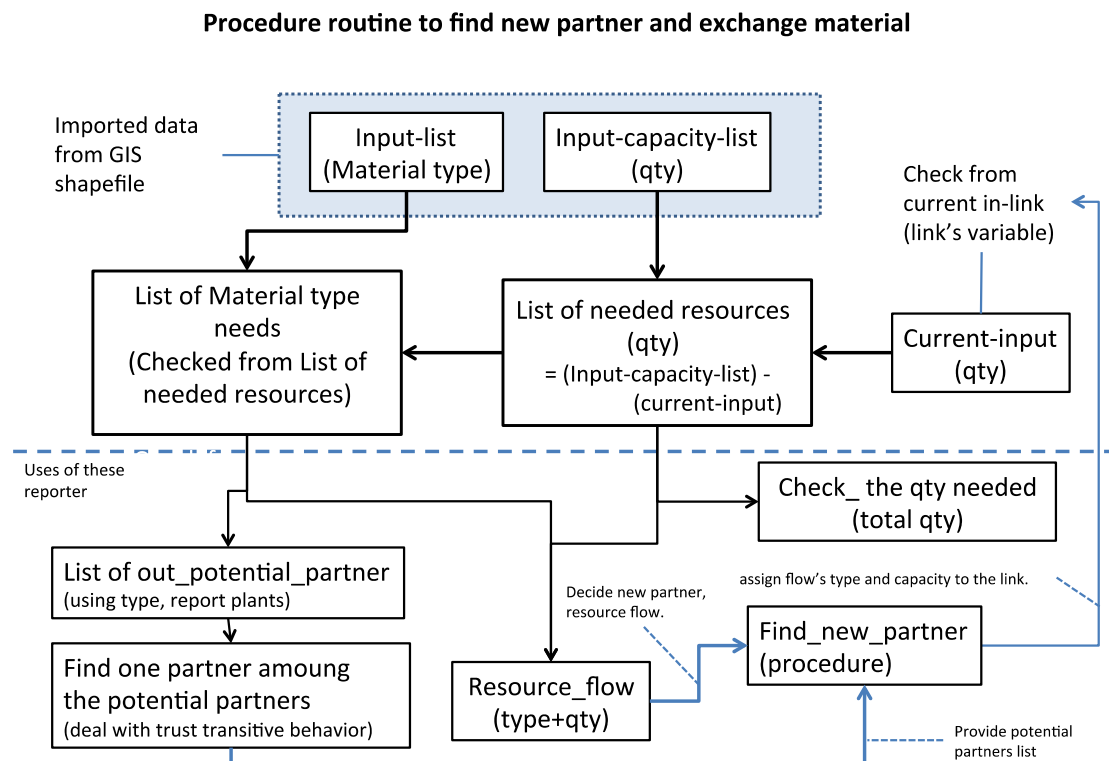 Procedure routine to find new partner and exchange material
Imported data
from GIS
shapefile
Input-list
(Material type)
Input-capacity-list
(qty)
Check from
current in-link
(link's variable)
List of Material type
needs
(Checked from List of
needed resources)
List of needed resources
(qty)
= (Input-capacity-list) -
(current-input)
Current-input
(qty)
Uses of these
reporter
Check_ the qty needed
(total qty)
List of out_potential_partner
(using type, report plants)
Decide new partner,
resource flow.
assign flow's type and capacity to the link.
Find one partner amoung
the potential partners
(deal with trust transitive behavior)
Resource_flow
(type+qty)
Find_new_partner
(procedure)
Provide potential
partners list